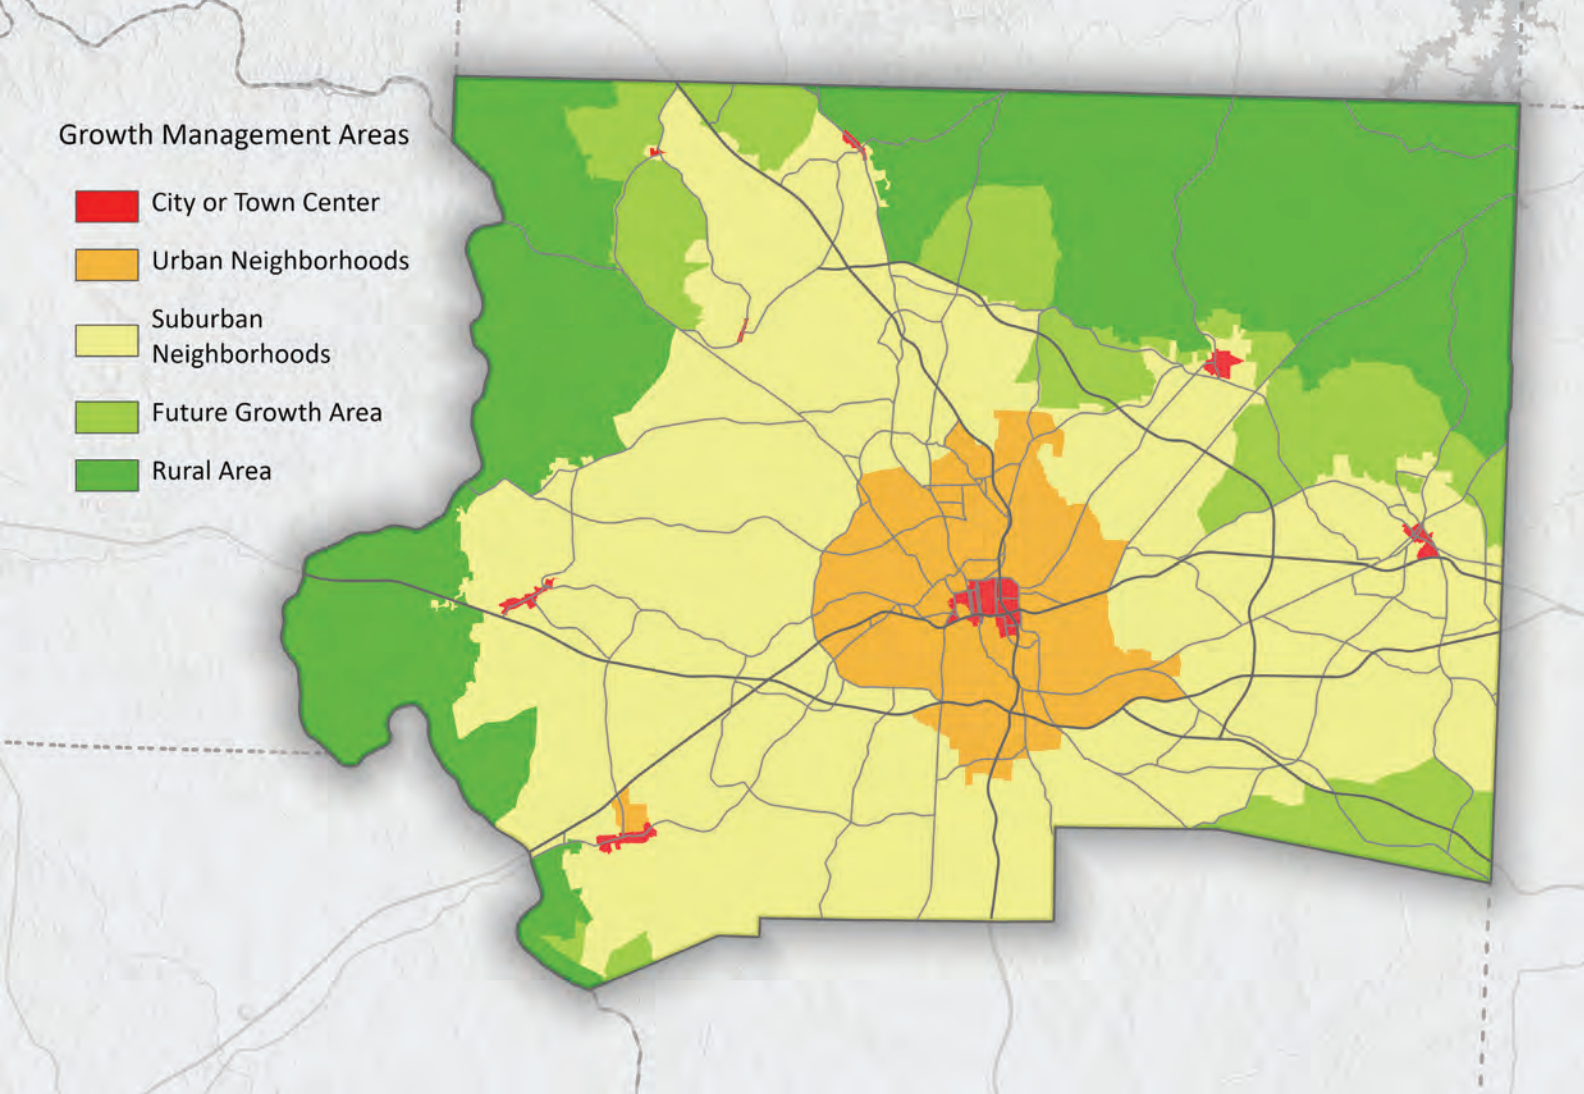 Growth Management Areas
City or Town Center
Urban Neighborhoods
Suburban
Neighborhoods
Future Growth Area
Rural Area